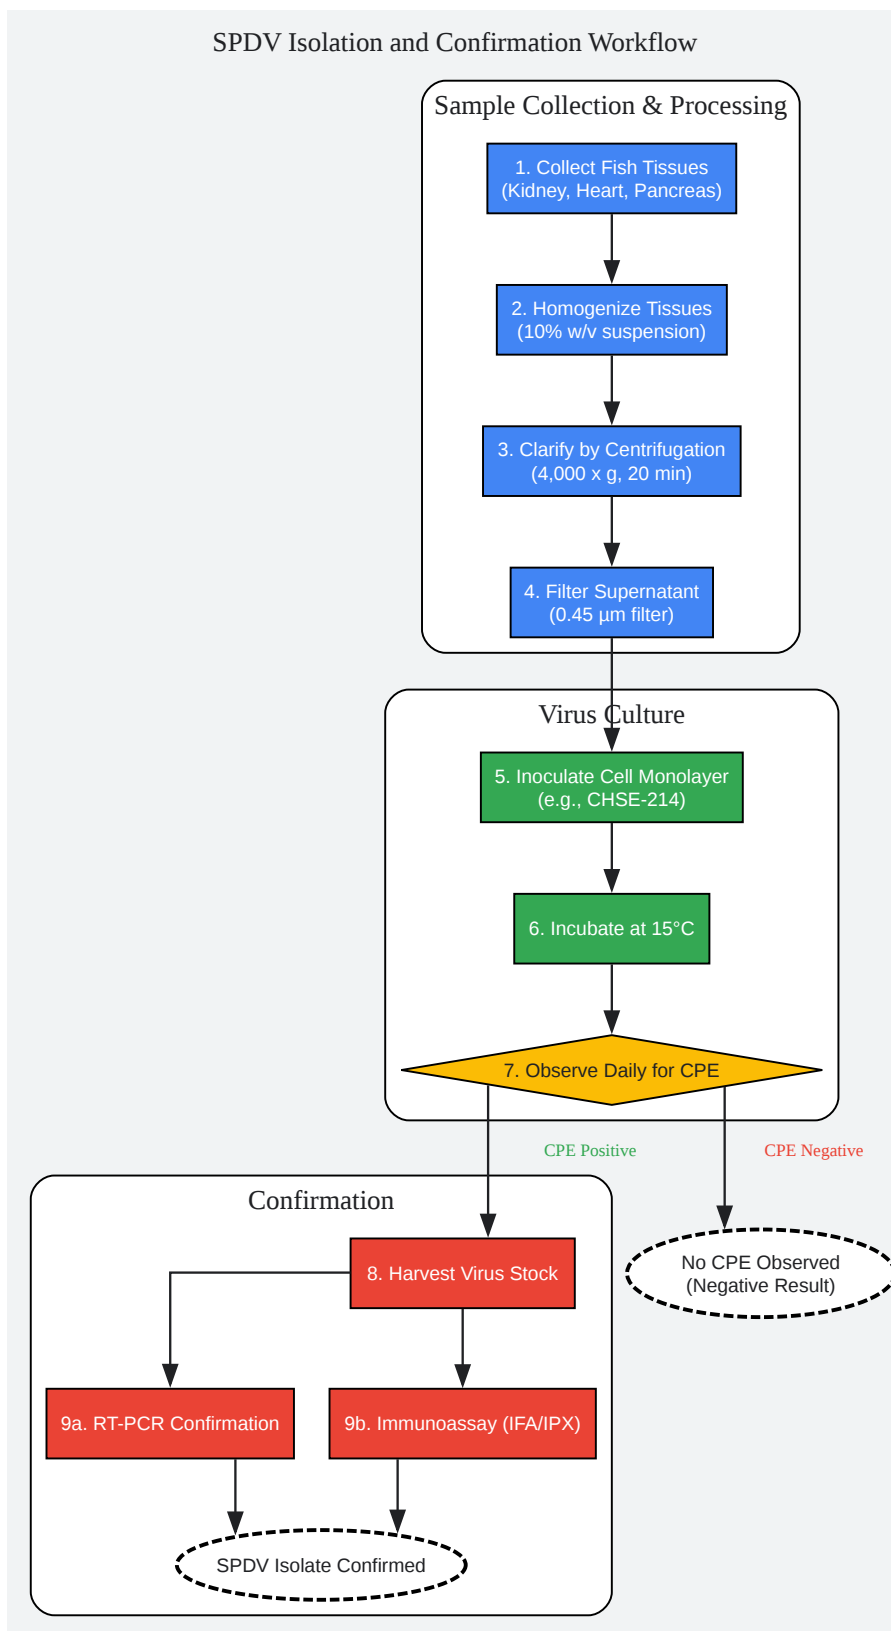 SPDV Isolation and Confirmation Workflow
Sample Collection & Processing
1. Collect Fish Tissues
(Kidney, Heart, Pancreas)
2. Homogenize Tissues
(10% w/v suspension)
3. Clarify by Centrifugation
(4,000 x g, 20 min)
4. Filter Supernatant
(0.45 µm filter)
Virus Culture
5. Inoculate Cell Monolayer
(e.g., CHSE-214)
6. Incubate at 15°C
7. Observe Daily for CPE
CPE Positive
CPE Negative
Confirmation
8. Harvest Virus Stock
No CPE Observed
(Negative Result)
9a. RT-PCR Confirmation
9b. Immunoassay (IFA/IPX)
SPDV Isolate Confirmed